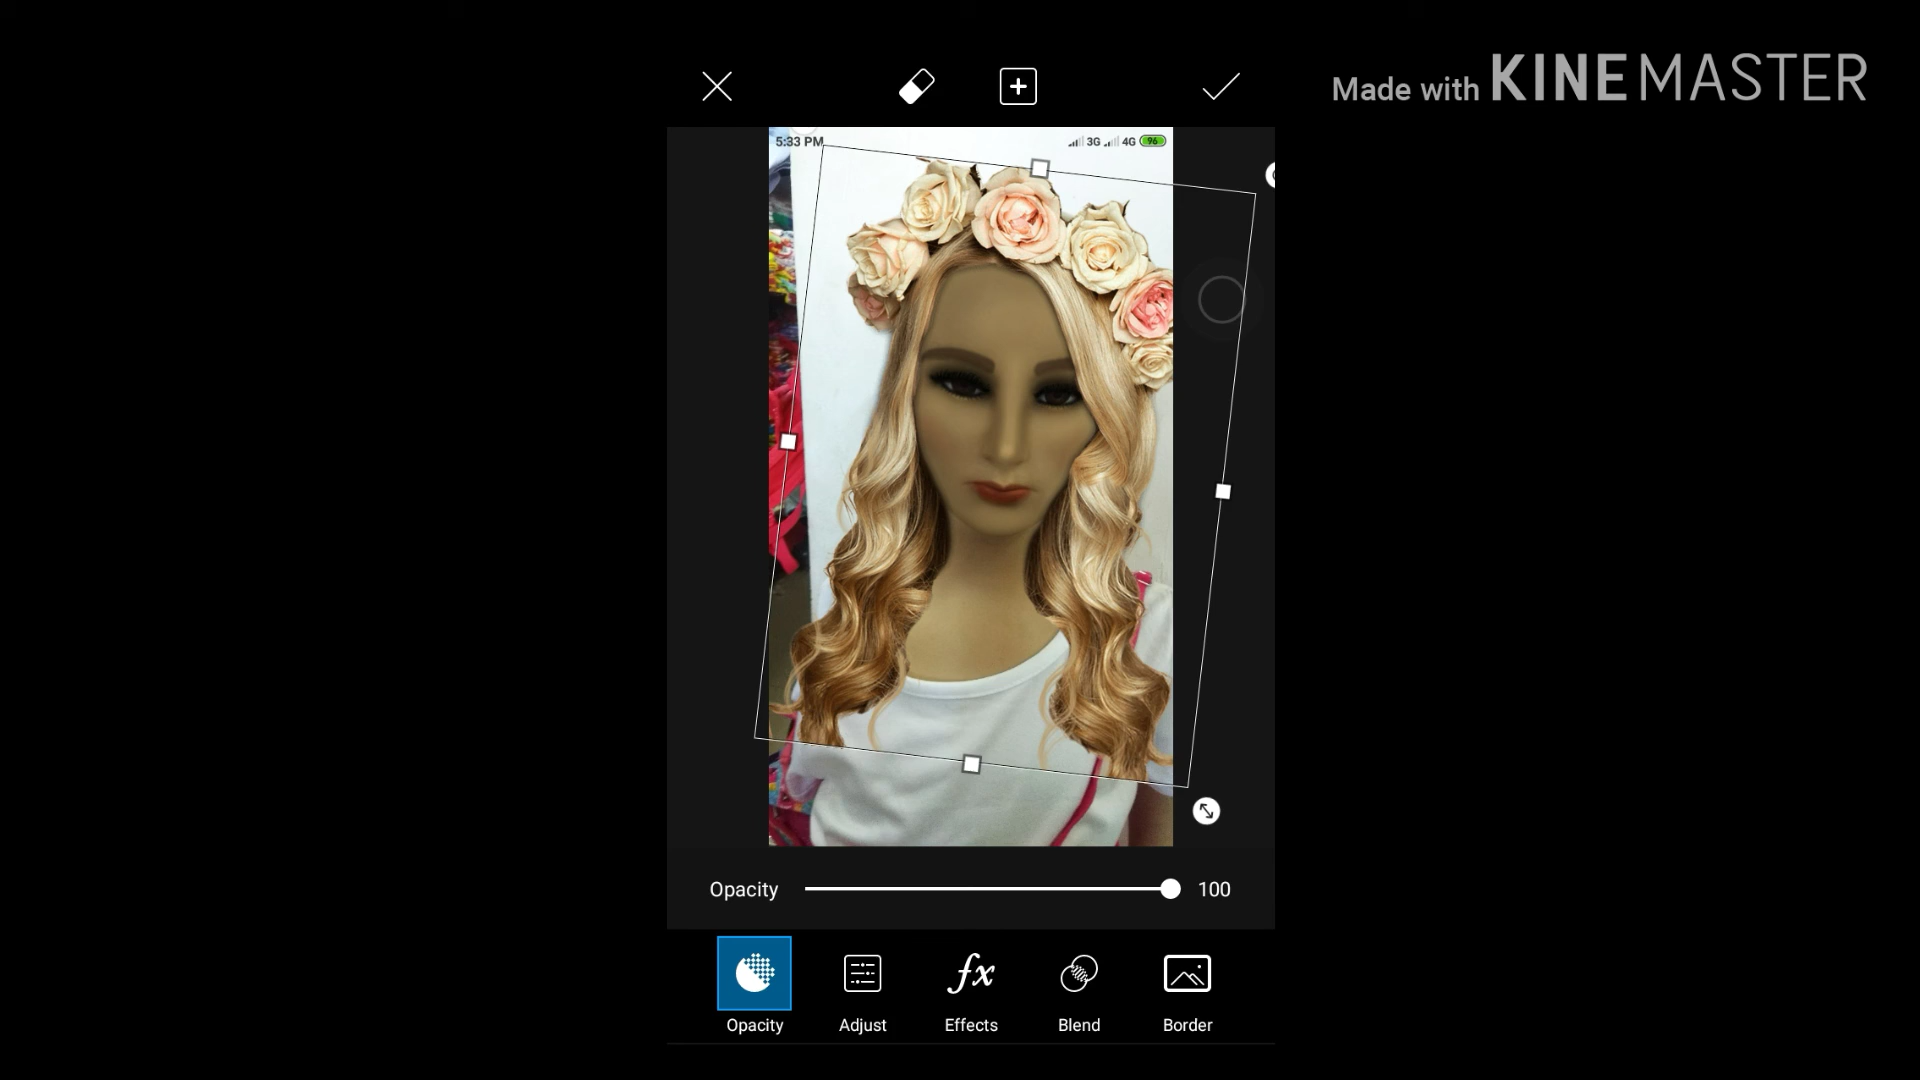 Made with KINEMASTER
5:33 PM 3G 4G 96
Opacity 100
Opacity Adjust Effects Blend Border